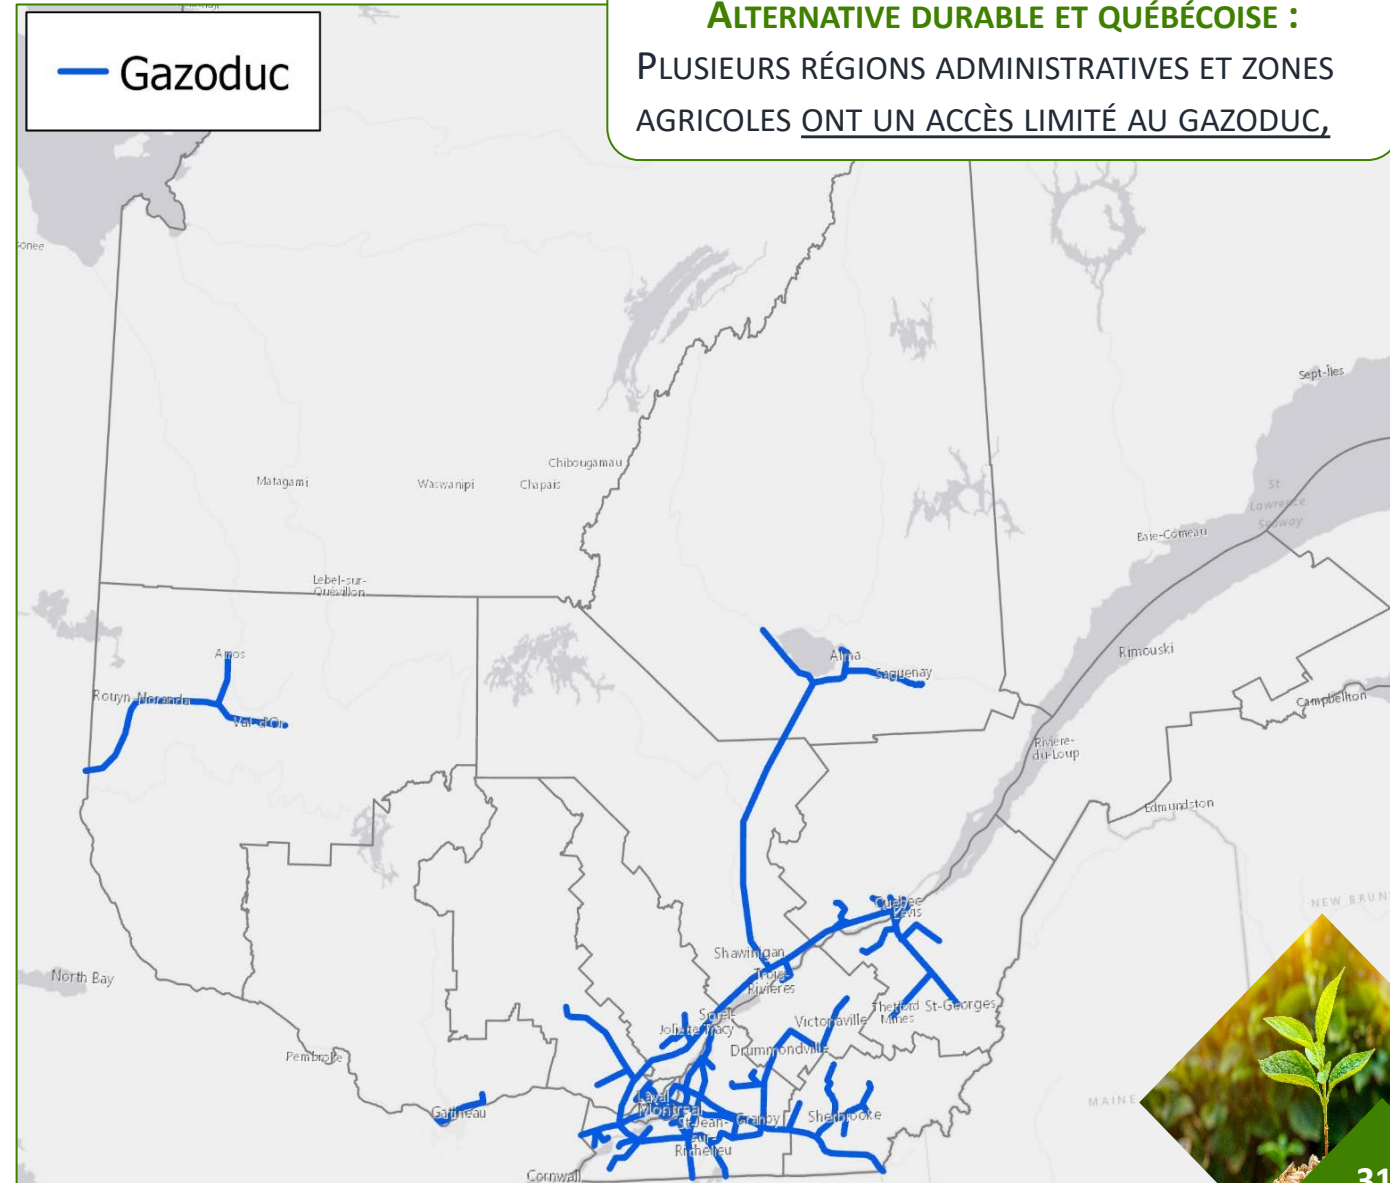 ALTERNATIVE DURABLE ET QUÉBÉCOISE :
PLUSIEURS RÉGIONS ADMINISTRATIVES ET ZONES
AGRICOLES ONT UN ACCÈS LIMITÉ AU GAZODUC,
Gazoduc
Sept-Îles
Chibougamau
Matagami
Waswanipi
Chapais
St.
Lawrence
Seaway
Baie-Comeau
Lebel-sur-
Quévillon
Amos
Alma
Rimouski
Saguenay
Rouyn-Noranda
Val-d'Or
Campbellton
Rivière-
du-Loup
Edmundston
NEW BRUN
Québec
Lévis
Shawinigan
North Bay
Trois-
Rivières
Thetford
Mines
St-Georges
Sorel-
Tracy
Joliette
Victoriaville
Drummondville
Pembroke
Laval
Montréal
Gatineau
Granby
Sherbrooke
St-Jean-
sur-
Richelieu
MAINE
Cornwall
31